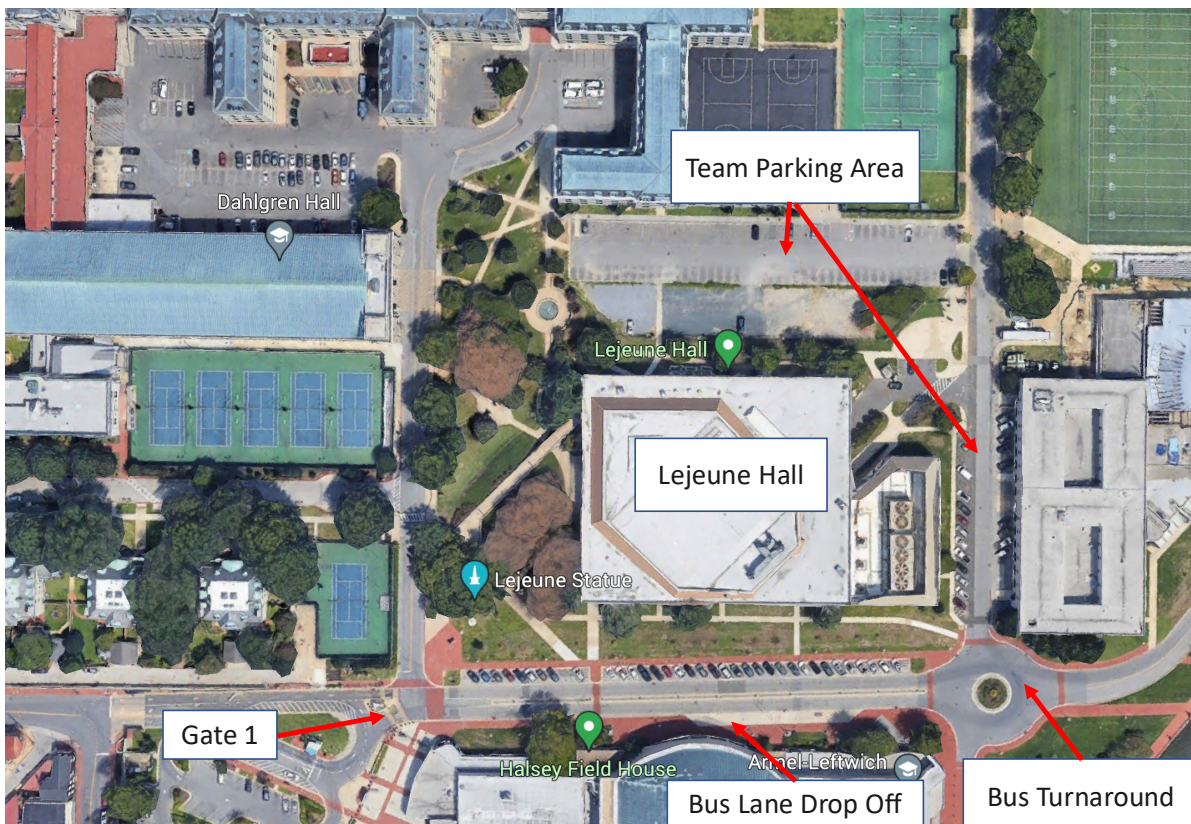 Team Parking Area
Dahlgren Hall
Lejeune Hall
Lejeune Hall
Lejeune Statue
Gate 1
Halsey Field House
Armel-Leftwich
Bus Lane Drop Off
Bus Turnaround